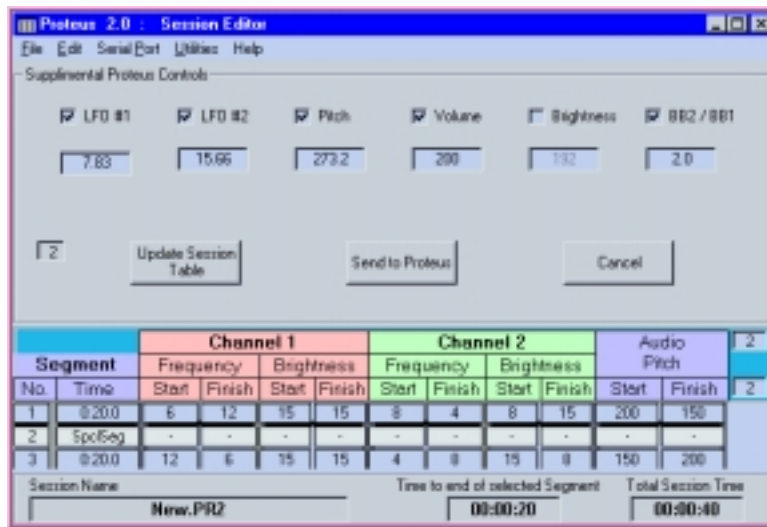 Proteus 2.0 : Session Editor
File Edit Serial Port Utilities Help
Supplimental Proteus Controls
LFO #1 LFO #2 Pitch Volume Brightness BB2 / BB1
7.83 15.66 273.2 200 192 2.0
2 Update Session Table Send to Proteus Cancel
Channel 1 Channel 2 Audio Pitch 2
Segment Frequency Brightness Frequency Brightness
No. Time Start Finish Start Finish Start Finish Start Finish Start Finish 2
1 0:20.0 6 12 15 15 8 4 8 15 200 150
2 SpclSeg - - - - - - - - - -
3 0:20.0 12 6 15 15 4 8 15 8 150 200
Session Name Time to end of selected Segment Total Session Time
New.PR2 00:00:20 00:00:40